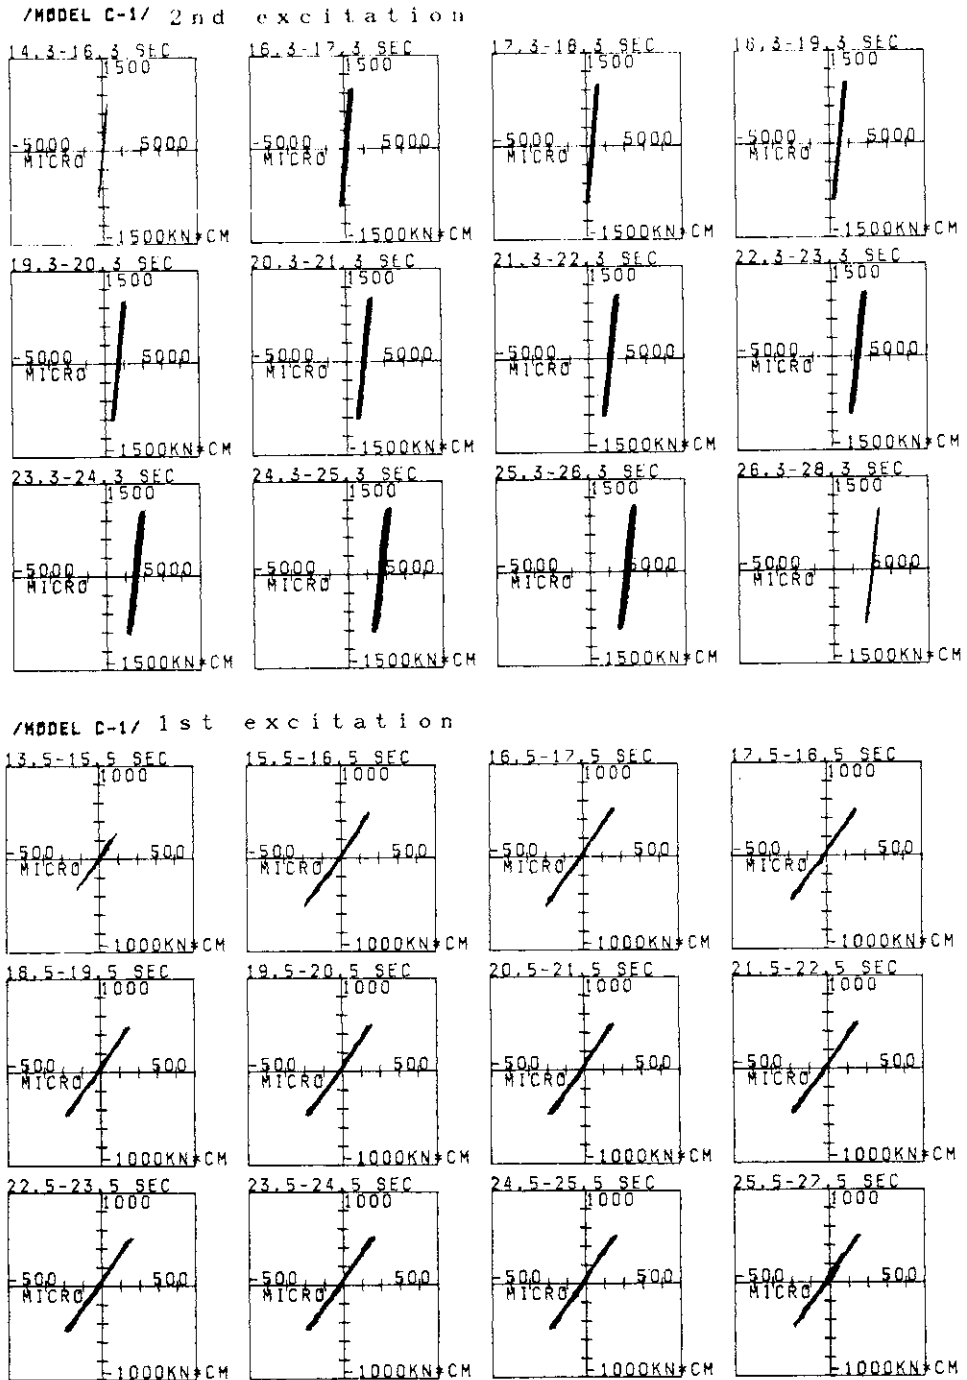 /MODEL C-1/ 2nd excitation
14.3-16.3 SEC 16.3-17.3 SEC 17.3-18.3 SEC 18.3-19.3 SEC
1500 1500 1500 1500
-5000 5000 -5000 5000 -5000 5000 -5000 5000
MICRO MICRO MICRO MICRO
-1500KN*CM -1500KN*CM -1500KN*CM -1500KN*CM
19.3-20.3 SEC 20.3-21.3 SEC 21.3-22.3 SEC 22.3-23.3 SEC
1500 1500 1500 1500
-5000 5000 -5000 5000 -5000 5000 -5000 5000
MICRO MICRO MICRO MICRO
-1500KN*CM -1500KN*CM -1500KN*CM -1500KN*CM
23.3-24.3 SEC 24.3-25.3 SEC 25.3-26.3 SEC 26.3-28.3 SEC
1500 1500 1500 1500
-5000 5000 -5000 5000 -5000 5000 -5000 5000
MICRO MICRO MICRO MICRO
-1500KN*CM -1500KN*CM -1500KN*CM -1500KN*CM
/MODEL C-1/ 1st excitation
13.5-15.5 SEC 15.5-16.5 SEC 16.5-17.5 SEC 17.5-18.5 SEC
1000 1000 1000 1000
-500 500 -500 500 -500 500 -500 500
MICRO MICRO MICRO MICRO
-1000KN*CM -1000KN*CM -1000KN*CM -1000KN*CM
18.5-19.5 SEC 19.5-20.5 SEC 20.5-21.5 SEC 21.5-22.5 SEC
1000 1000 1000 1000
-500 500 -500 500 -500 500 -500 500
MICRO MICRO MICRO MICRO
-1000KN*CM -1000KN*CM -1000KN*CM -1000KN*CM
22.5-23.5 SEC 23.5-24.5 SEC 24.5-25.5 SEC 25.5-27.5 SEC
1000 1000 1000 1000
-500 500 -500 500 -500 500 -500 500
MICRO MICRO MICRO MICRO
-1000KN*CM -1000KN*CM -1000KN*CM -1000KN*CM